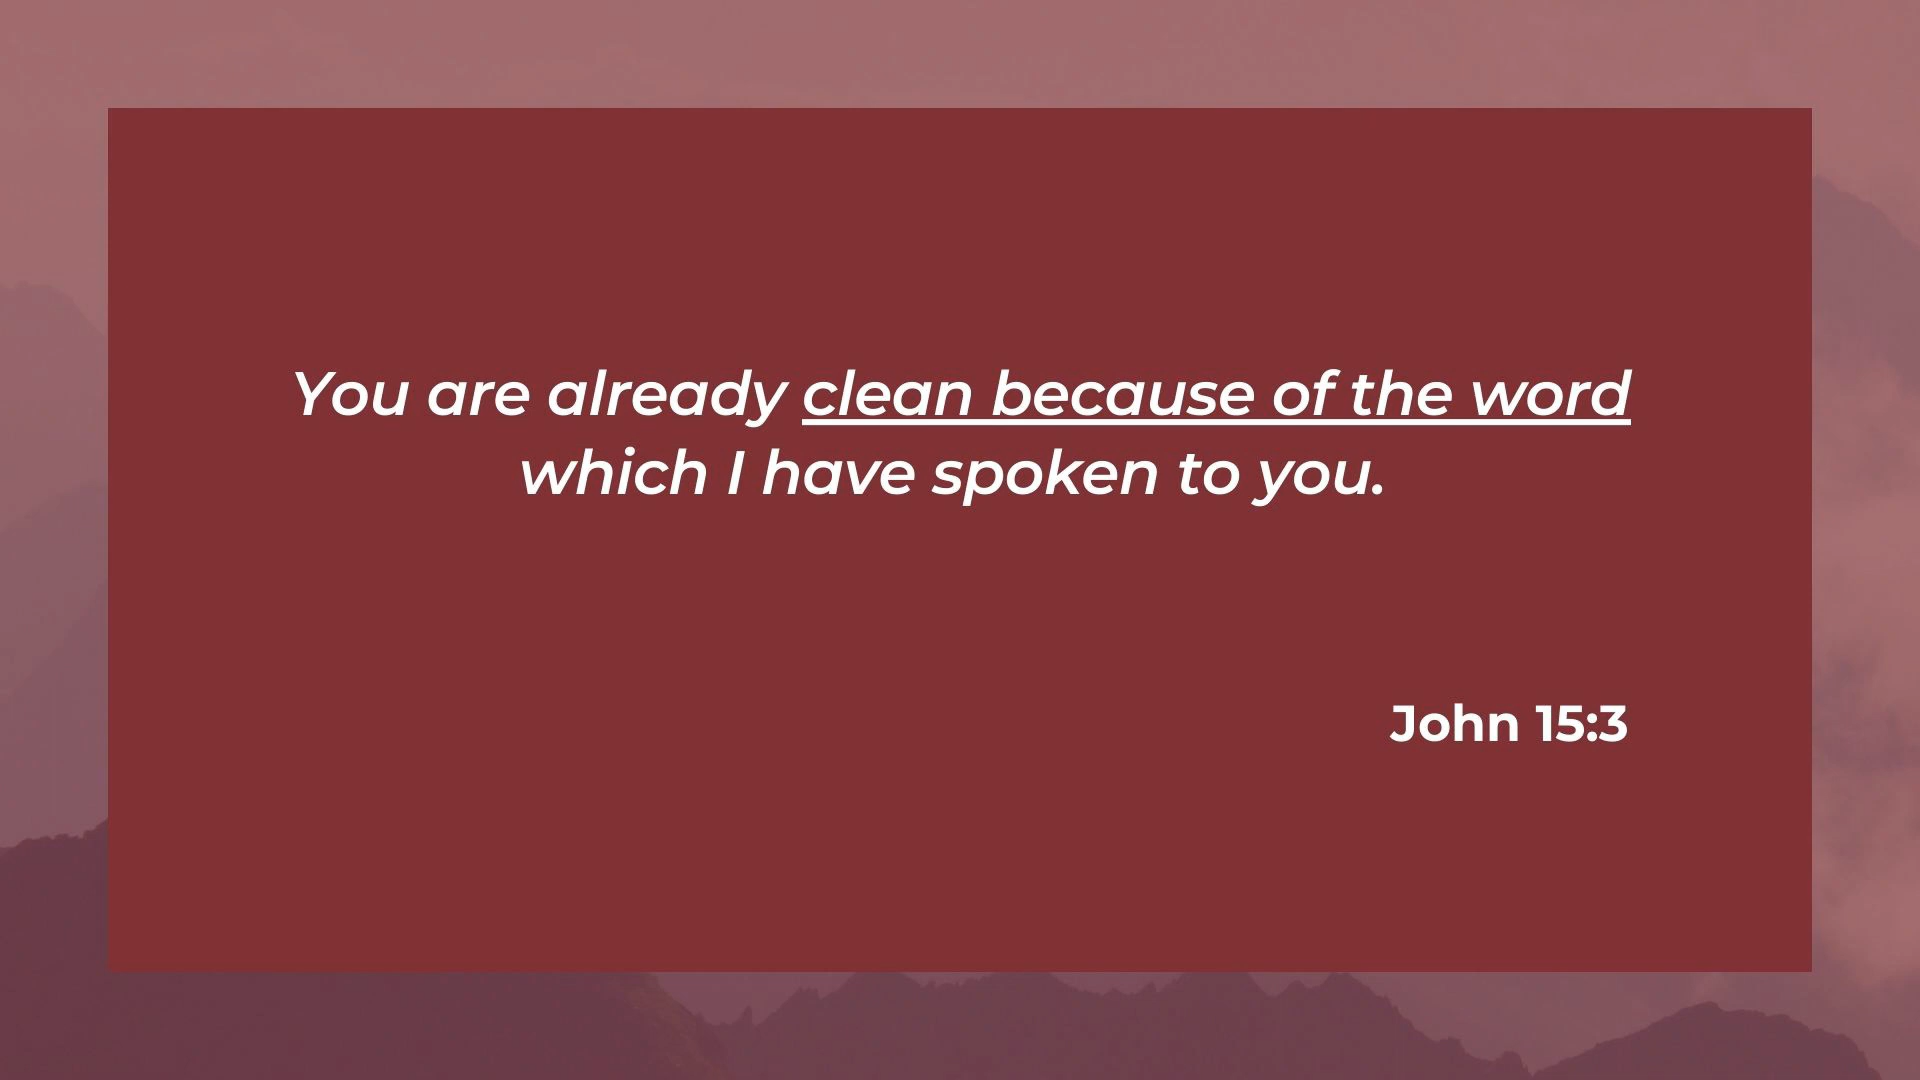 You are already clean because of the word
which I have spoken to you.
John 15:3